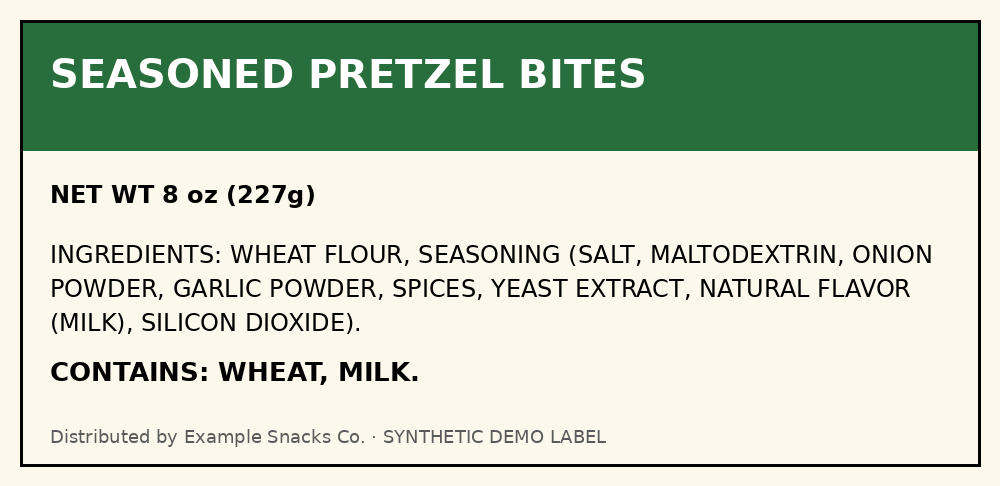 SEASONED PRETZEL BITES
NET WT 8 oz (227g)
INGREDIENTS: WHEAT FLOUR, SEASONING (SALT, MALTODEXTRIN, ONION
POWDER, GARLIC POWDER, SPICES, YEAST EXTRACT, NATURAL FLAVOR
(MILK), SILICON DIOXIDE).
CONTAINS: WHEAT, MILK.
Distributed by Example Snacks Co. · SYNTHETIC DEMO LABEL